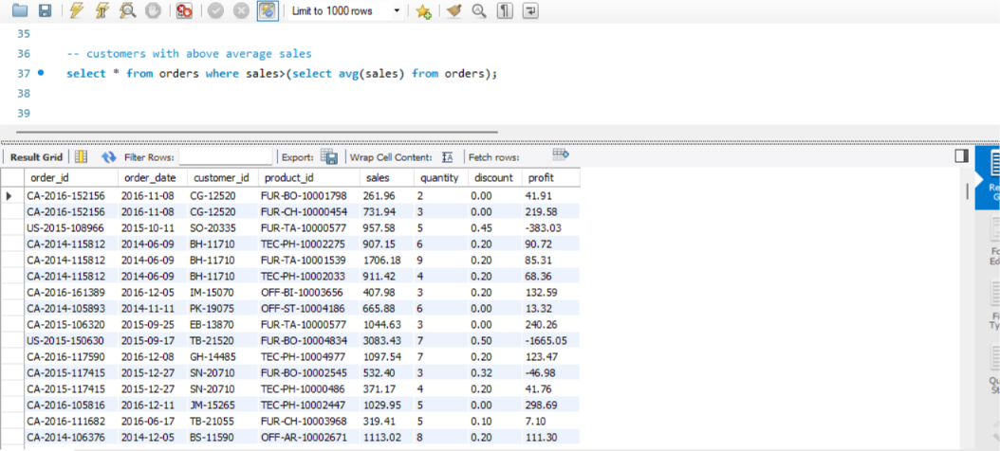 Limit to 1000 rows
35
36 -- customers with above average sales
37 select * from orders where sales>(select avg(sales) from orders);
38
39
Result Grid Filter Rows: Export: Wrap Cell Content: Fetch rows:
order_id order_date customer_id product_id sales quantity discount profit
CA-2016-152156 2016-11-08 CG-12520 FUR-BO-10001798 261.96 2 0.00 41.91
CA-2016-152156 2016-11-08 CG-12520 FUR-CH-10000454 731.94 3 0.00 219.58
US-2015-108966 2015-10-11 SO-20335 FUR-TA-10000577 957.58 5 0.45 -383.03
CA-2014-115812 2014-06-09 BH-11710 TEC-PH-10002275 907.15 6 0.20 90.72
CA-2014-115812 2014-06-09 BH-11710 FUR-TA-10001539 1706.18 9 0.20 85.31
CA-2014-115812 2014-06-09 BH-11710 TEC-PH-10002033 911.42 4 0.20 68.36
CA-2016-161389 2016-12-05 IM-15070 OFF-BI-10003656 407.98 3 0.20 132.59
CA-2014-105893 2014-11-11 PK-19075 OFF-ST-10004186 665.88 6 0.00 13.32
CA-2015-106320 2015-09-25 EB-13870 FUR-TA-10000577 1044.63 3 0.00 240.26
US-2015-150630 2015-09-17 TB-21520 FUR-BO-10004834 3083.43 7 0.50 -1665.05
CA-2016-117590 2016-12-08 GH-14485 TEC-PH-10004977 1097.54 7 0.20 123.47
CA-2015-117415 2015-12-27 SN-20710 FUR-BO-10002545 532.40 3 0.32 -46.98
CA-2015-117415 2015-12-27 SN-20710 TEC-PH-10000486 371.17 4 0.20 41.76
CA-2016-105816 2016-12-11 JM-15265 TEC-PH-10002447 1029.95 5 0.00 298.69
CA-2016-111682 2016-06-17 TB-21055 FUR-CH-10003968 319.41 5 0.10 7.10
CA-2014-106376 2014-12-05 BS-11590 OFF-AR-10002671 1113.02 8 0.20 111.30